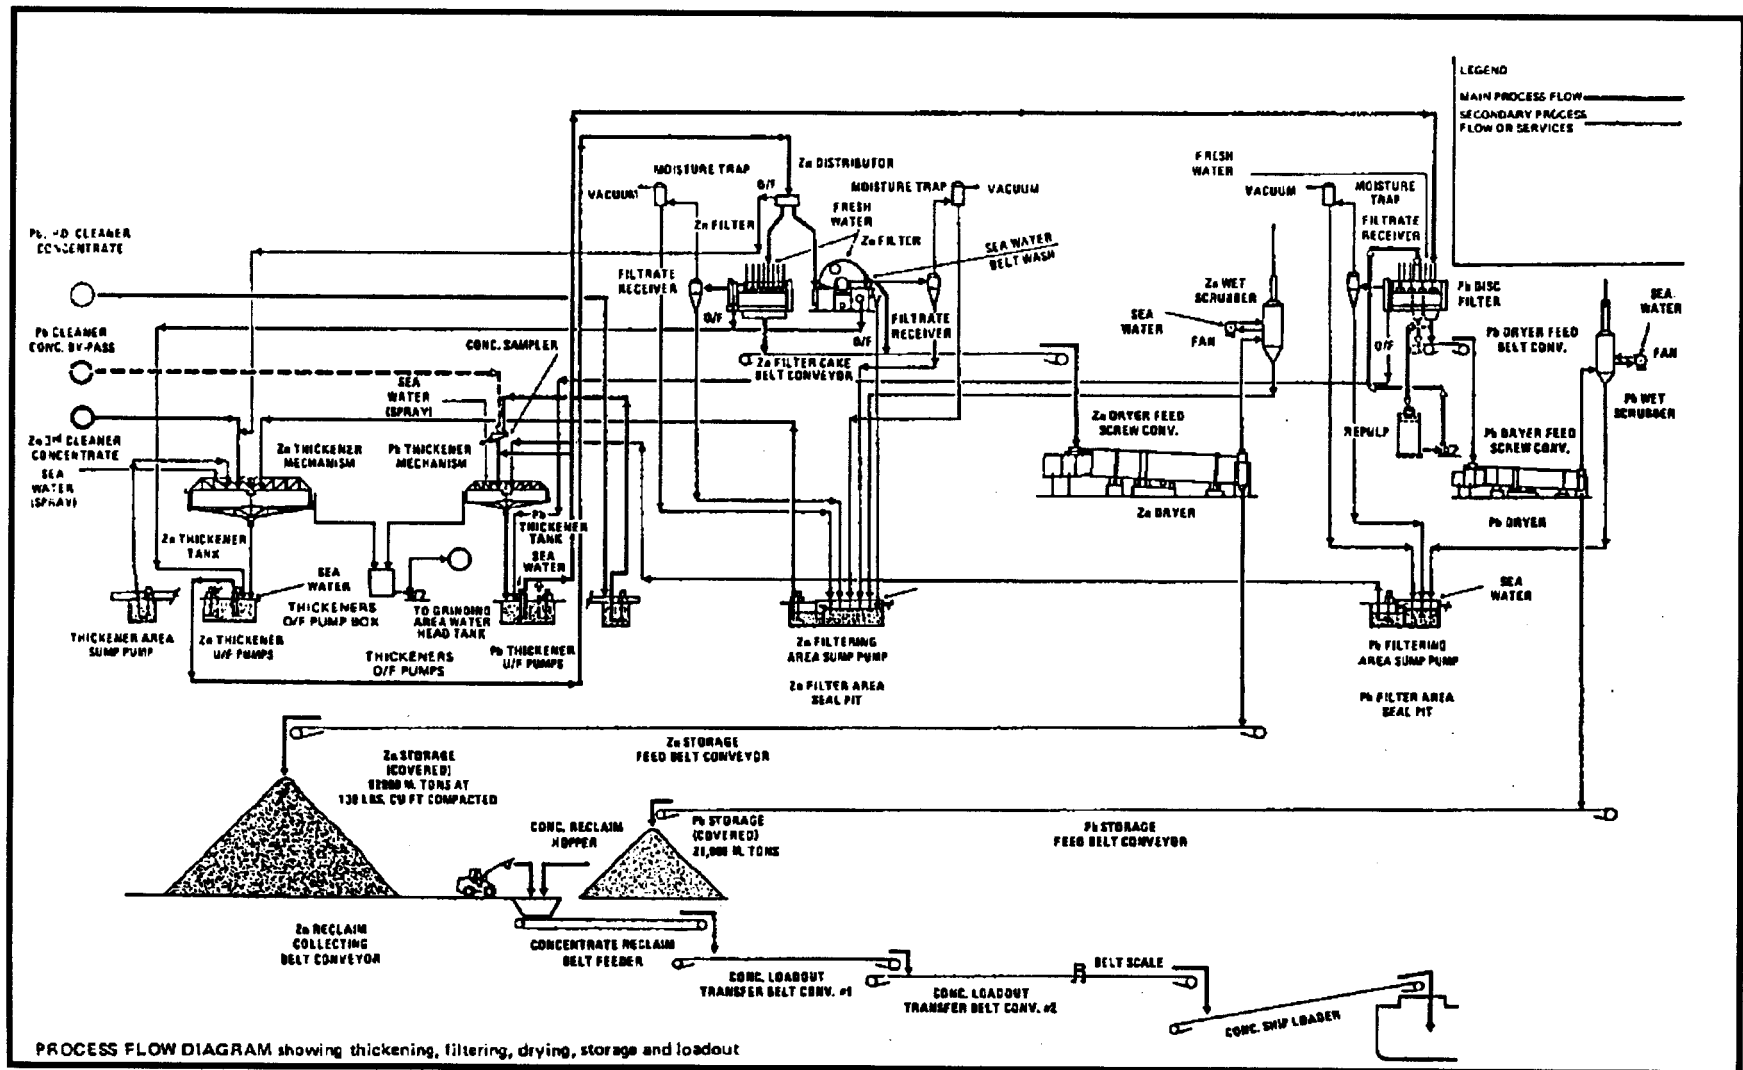 LEGEND
MAIN PROCESS FLOW
SECONDARY PROCESS
FLOW OR SERVICES
Zn DISTRIBUTOR
MOISTURE TRAP
O/F
VACUUM
MOISTURE TRAP
VACUUM
FRESH
WATER
Zn FILTER
Zn FILTER
SEA WATER
BELT WASH
FILTRATE
RECEIVER
O/F
O/F
FILTRATE
RECEIVER
Zn FILTER CAKE
BELT CONVEYOR
FRESH
WATER
VACUUM
MOISTURE
TRAP
FILTRATE
RECEIVER
Pb DISC
FILTER
O/F
Zn WET
SCRUBBER
SEA
WATER
FAN
SEA
WATER
FAN
Pb WET
SCRUBBER
Pb DRYER FEED
BELT CONV.
Pb DRYER FEED
SCREW CONV.
REPULP
Pb DRYER
Zn DRYER FEED
SCREW CONV.
Zn DRYER
CLEANER
CONCENTRATE
Pb CLEANER
CONC. BY-PASS
Zn 3rd CLEANER
CONCENTRATE
SEA
WATER
(SPRAY)
CONC. SAMPLER
SEA
WATER
(SPRAY)
Zn THICKENER
MECHANISM
Pb THICKENER
MECHANISM
Zn THICKENER
TANK
Pb
THICKENER
TANK
SEA
WATER
SEA
WATER
THICKENER AREA
SUMP PUMP
Zn THICKENER
U/F PUMPS
THICKENERS
O/F PUMP BOX
TO GRINDING
AREA WATER
HEAD TANK
THICKENERS
O/F PUMPS
Pb THICKENER
U/F PUMPS
Zn FILTERING
AREA SUMP PUMP
Zn FILTER AREA
SEAL PIT
SEA
WATER
Pb FILTERING
AREA SUMP PUMP
Pb FILTER AREA
SEAL PIT
Zn STORAGE
FEED BELT CONVEYOR
Zn STORAGE
(COVERED)
M. TONS AT
LBS. CU FT COMPACTED
Pb STORAGE
FEED BELT CONVEYOR
CONC. RECLAIM
HOPPER
Pb STORAGE
(COVERED)
M. TONS
Zn RECLAIM
COLLECTING
BELT CONVEYOR
CONCENTRATE RECLAIM
BELT FEEDER
CONC. LOADOUT
TRANSFER BELT CONV. #1
CONC. LOADOUT
TRANSFER BELT CONV. #2
BELT SCALE
CONC. SHIP LOADER
PROCESS FLOW DIAGRAM showing thickening, filtering, drying, storage and loadout